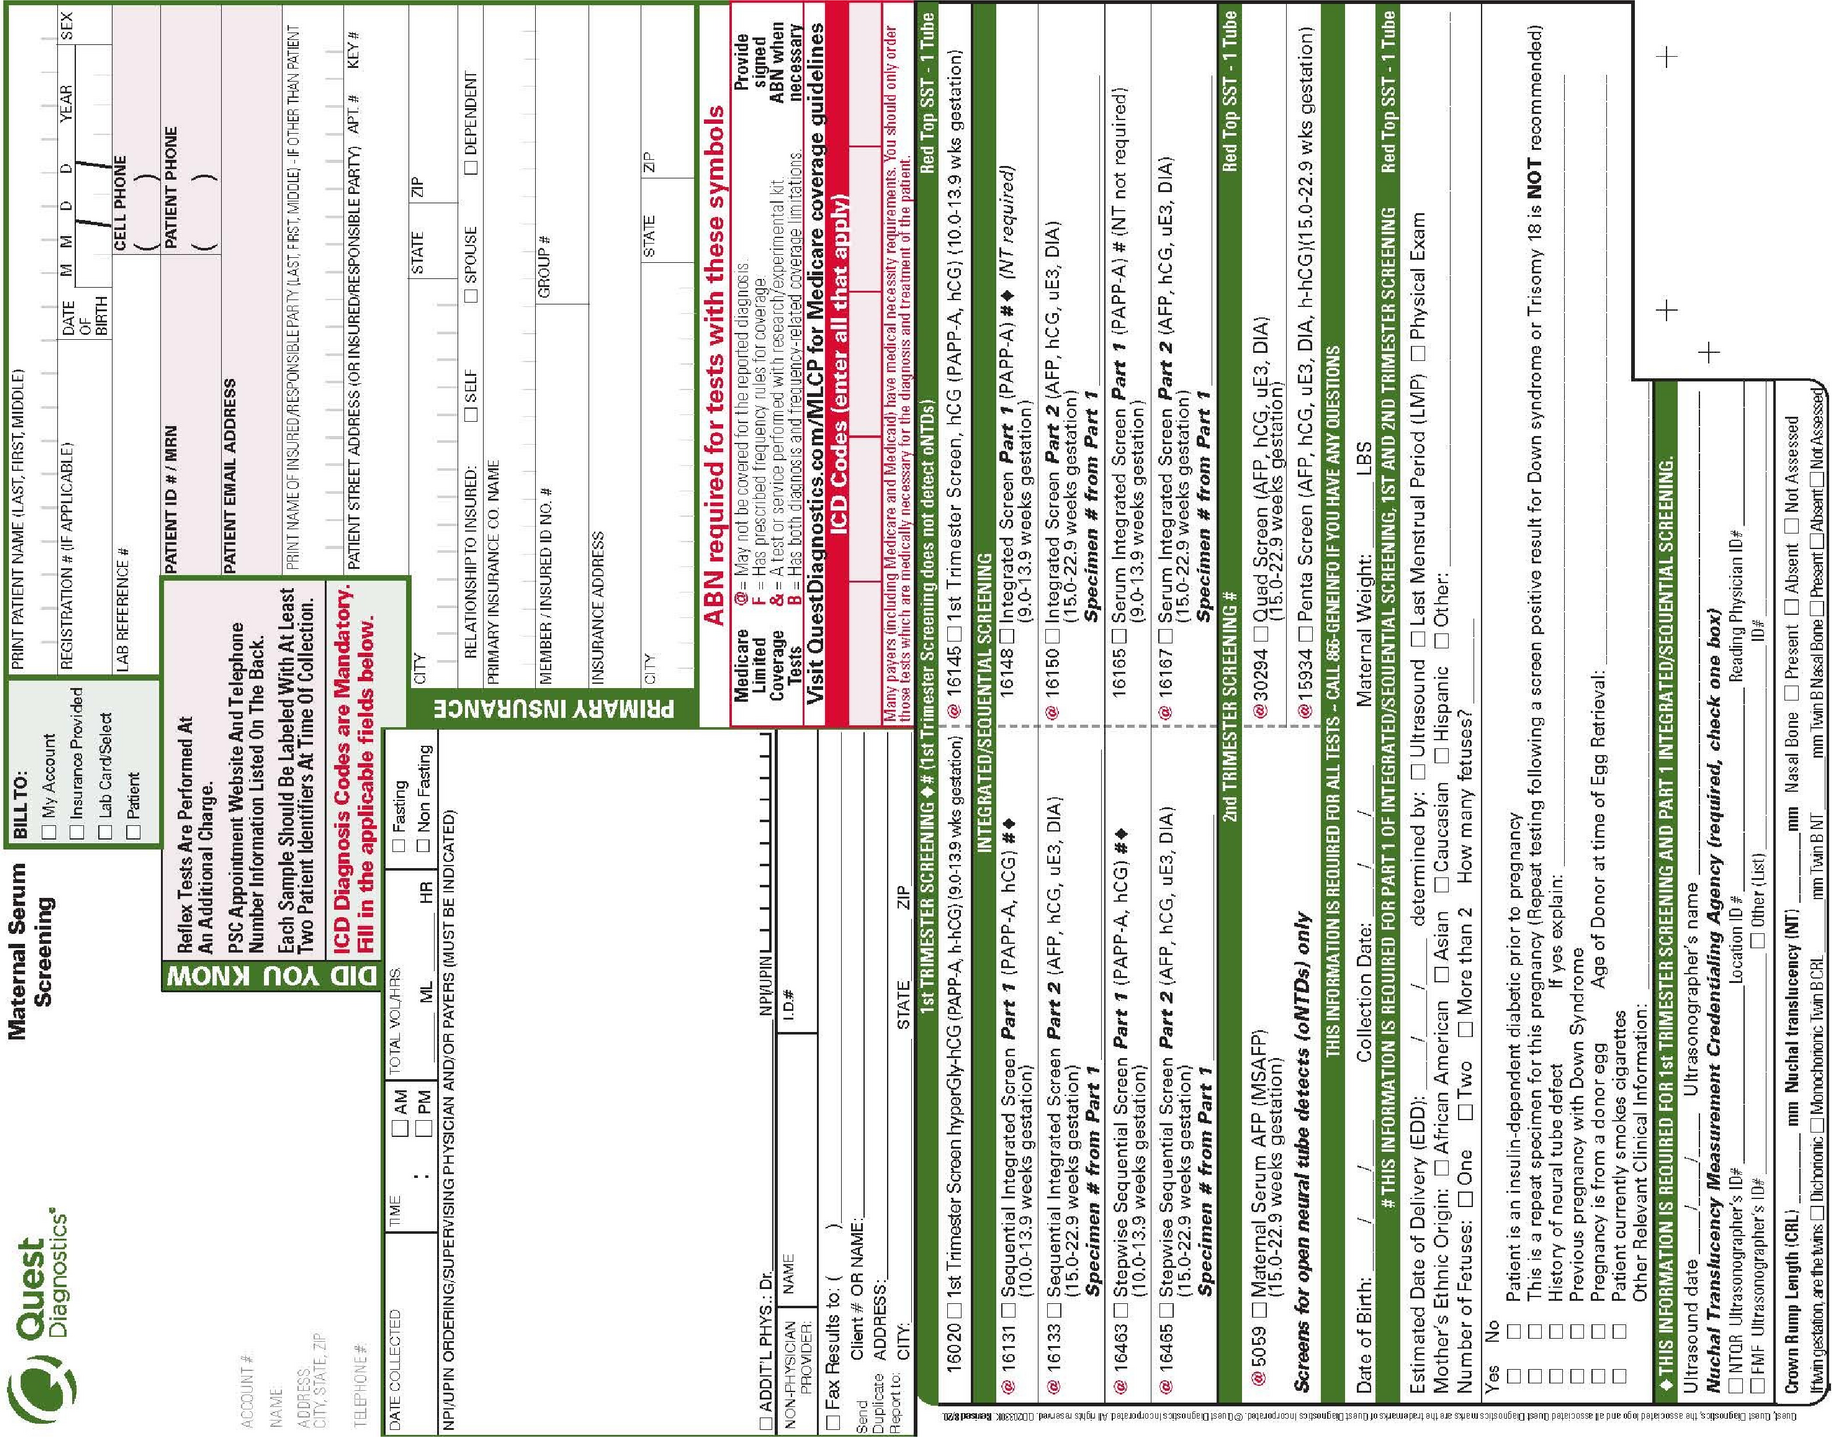 Quest
Diagnostics®
Maternal Serum
Screening
BILL TO:
☐ My Account
☐ Insurance Provided
☐ Lab Card/Select
☐ Patient
PRINT PATIENT NAME (LAST, FIRST, MIDDLE)
REGISTRATION # (IF APPLICABLE)
DATE OF BIRTH
M M D D YEAR
SEX
LAB REFERENCE #
CELL PHONE
( )
PATIENT ID # / MRN
PATIENT PHONE
( )
PATIENT EMAIL ADDRESS
PRINT NAME OF INSURED/RESPONSIBLE PARTY (LAST, FIRST, MIDDLE) - IF OTHER THAN PATIENT
PATIENT STREET ADDRESS (OR INSURED/RESPONSIBLE PARTY) APT. # KEY #
CITY STATE ZIP
ACCOUNT #:
NAME:
ADDRESS:
CITY, STATE, ZIP
TELEPHONE #:
DID YOU KNOW
Reflex Tests Are Performed At
An Additional Charge.
PSC Appointment Website And Telephone
Number Information Listed On The Back.
Each Sample Should Be Labeled With At Least
Two Patient Identifiers At Time Of Collection.
ICD Diagnosis Codes are Mandatory.
Fill in the applicable fields below.
DATE COLLECTED
TIME : ☐ AM ☐ PM
TOTAL VOL/HRS. ML HR
☐ Fasting
☐ Non Fasting
NPI/UPIN ORDERING/SUPERVISING PHYSICIAN AND/OR PAYERS (MUST BE INDICATED)
☐ ADDIT'L PHYS.: Dr. NPI/UPIN
NON-PHYSICIAN PROVIDER: NAME I.D.#
☐ Fax Results to: ( )
Send Duplicate Report to:
Client # OR NAME:
ADDRESS:
CITY: STATE ZIP
PRIMARY INSURANCE
RELATIONSHIP TO INSURED: ☐ SELF ☐ SPOUSE ☐ DEPENDENT
PRIMARY INSURANCE CO. NAME
MEMBER / INSURED ID NO. # GROUP #
INSURANCE ADDRESS
CITY STATE ZIP
ABN required for tests with these symbols
Medicare Limited Coverage Tests
@ = May not be covered for the reported diagnosis.
F = Has prescribed frequency rules for coverage.
& = A test or service performed with research/experimental kit.
B = Has both diagnosis and frequency-related coverage limitations.
Provide signed ABN when necessary
Visit QuestDiagnostics.com/MLCP for Medicare coverage guidelines
ICD Codes (enter all that apply)
Many payers (including Medicare and Medicaid) have medical necessity requirements. You should only order
those tests which are medically necessary for the diagnosis and treatment of the patient.
1st TRIMESTER SCREENING ◆# (1st Trimester Screening does not detect ONTDs) Red Top SST - 1 Tube
16020 ☐ 1st Trimester Screen hyperGly-hCG (PAPP-A, h-hCG) (9.0-13.9 wks gestation)
@ 16145 ☐ 1st Trimester Screen, hCG (PAPP-A, hCG) (10.0-13.9 wks gestation)
INTEGRATED/SEQUENTIAL SCREENING
@ 16131 ☐ Sequential Integrated Screen Part 1 (PAPP-A, hCG) #◆
(10.0-13.9 weeks gestation)
16148 ☐ Integrated Screen Part 1 (PAPP-A) #◆ (NT required)
(9.0-13.9 weeks gestation)
@ 16133 ☐ Sequential Integrated Screen Part 2 (AFP, hCG, uE3, DIA)
(15.0-22.9 weeks gestation)
Specimen # from Part 1
@ 16150 ☐ Integrated Screen Part 2 (AFP, hCG, uE3, DIA)
(15.0-22.9 weeks gestation)
Specimen # from Part 1
@ 16463 ☐ Stepwise Sequential Screen Part 1 (PAPP-A, hCG) #◆
(10.0-13.9 weeks gestation)
16165 ☐ Serum Integrated Screen Part 1 (PAPP-A) # (NT not required)
(9.0-13.9 weeks gestation)
@ 16465 ☐ Stepwise Sequential Screen Part 2 (AFP, hCG, uE3, DIA)
(15.0-22.9 weeks gestation)
Specimen # from Part 1
@ 16167 ☐ Serum Integrated Screen Part 2 (AFP, hCG, uE3, DIA)
(15.0-22.9 weeks gestation)
Specimen # from Part 1
2nd TRIMESTER SCREENING # Red Top SST - 1 Tube
@ 5059 ☐ Maternal Serum AFP (MSAFP)
(15.0-22.9 weeks gestation)
Screens for open neural tube detects (oNTDs) only
@30294 ☐ Quad Screen (AFP, hCG, uE3, DIA)
(15.0-22.9 weeks gestation)
@15934 ☐ Penta Screen (AFP, hCG, uE3, DIA, h-hCG)(15.0-22.9 wks gestation)
THIS INFORMATION IS REQUIRED FOR ALL TESTS – CALL 866-GENEINFO IF YOU HAVE ANY QUESTIONS
Date of Birth: / / Collection Date: / / Maternal Weight: LBS
# THIS INFORMATION IS REQUIRED FOR PART 1 OF INTEGRATED/SEQUENTIAL SCREENING, 1ST AND 2ND TRIMESTER SCREENING Red Top SST - 1 Tube
Estimated Date of Delivery (EDD): / / determined by: ☐ Ultrasound ☐ Last Menstrual Period (LMP) ☐ Physical Exam
Mother's Ethnic Origin: ☐ African American ☐ Asian ☐ Caucasian ☐ Hispanic ☐ Other:
Number of Fetuses: ☐ One ☐ Two ☐ More than 2 How many fetuses?
Yes No
☐ ☐ Patient is an insulin-dependent diabetic prior to pregnancy
☐ ☐ This is a repeat specimen for this pregnancy (Repeat testing following a screen positive result for Down syndrome or Trisomy 18 is NOT recommended)
☐ ☐ History of neural tube defect If yes explain:
☐ ☐ Previous pregnancy with Down Syndrome
☐ ☐ Pregnancy is from a donor egg Age of Donor at time of Egg Retrieval:
☐ ☐ Patient currently smokes cigarettes
Other Relevant Clinical Information:
◆ THIS INFORMATION IS REQUIRED FOR 1st TRIMESTER SCREENING AND PART 1 INTEGRATED/SEQUENTIAL SCREENING.
Ultrasound date / / Ultrasonographer's name
Nuchal Translucency Measurement Credentialing Agency (required, check one box)
☐ NTQR Ultrasonographer's ID# Location ID# Reading Physician ID#
☐ FMF Ultrasonographer's ID# ☐ Other (List) ID#
Crown Rump Length (CRL) mm Nuchal translucency (NT) mm Nasal Bone ☐ Present ☐ Absent ☐ Not Assessed
If twin gestation, are the twins ☐ Dichorionic ☐ Monochorionic Twin B CRL mm Twin B NT mm Twin B Nasal Bone ☐ Present ☐ Absent ☐ Not Assessed